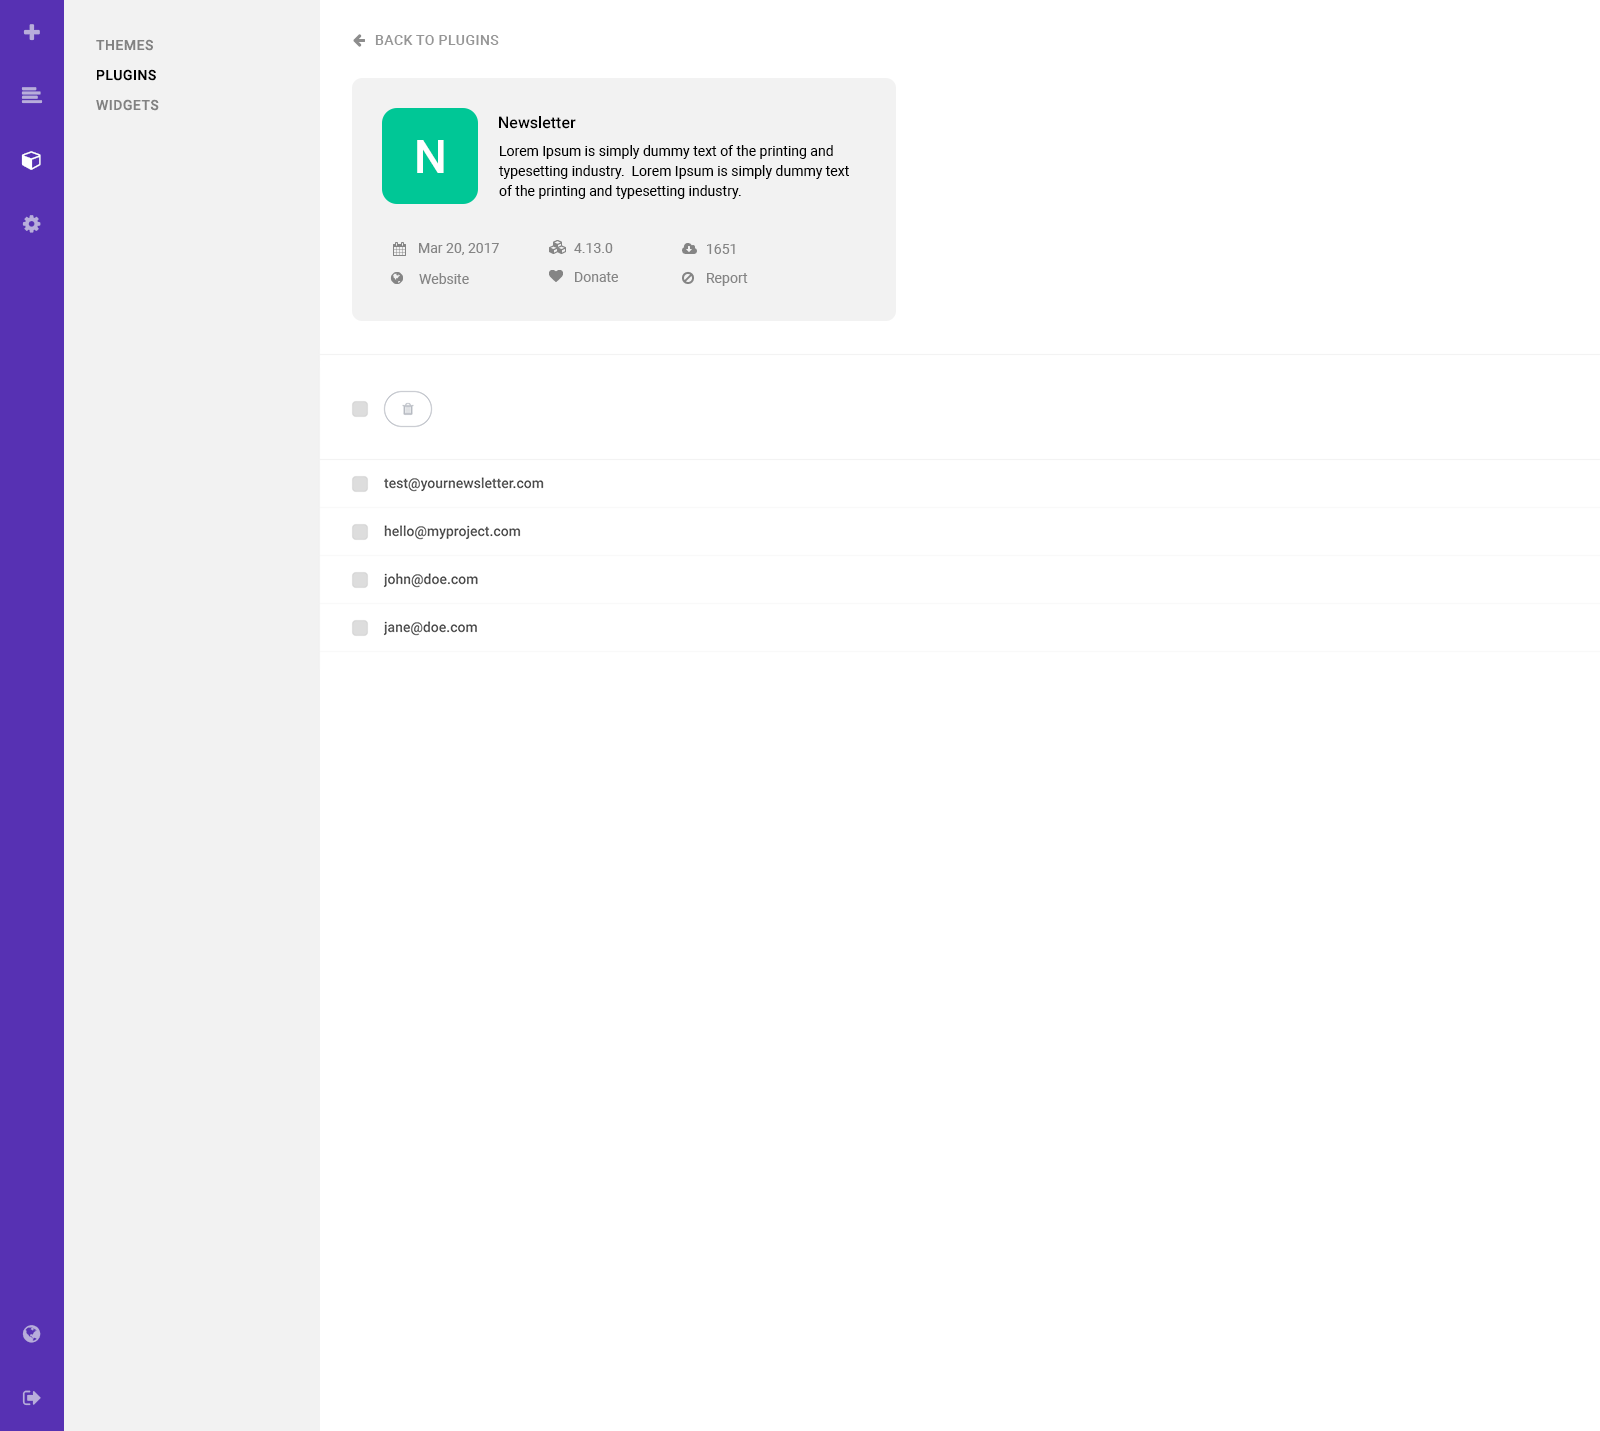 THEMES
PLUGINS
WIDGETS
BACK TO PLUGINS
N
Newsletter
Lorem Ipsum is simply dummy text of the printing and
typesetting industry.  Lorem Ipsum is simply dummy text
of the printing and typesetting industry.
Mar 20, 2017
4.13.0
1651
Website
Donate
Report
test@yournewsletter.com
hello@myproject.com
john@doe.com
jane@doe.com